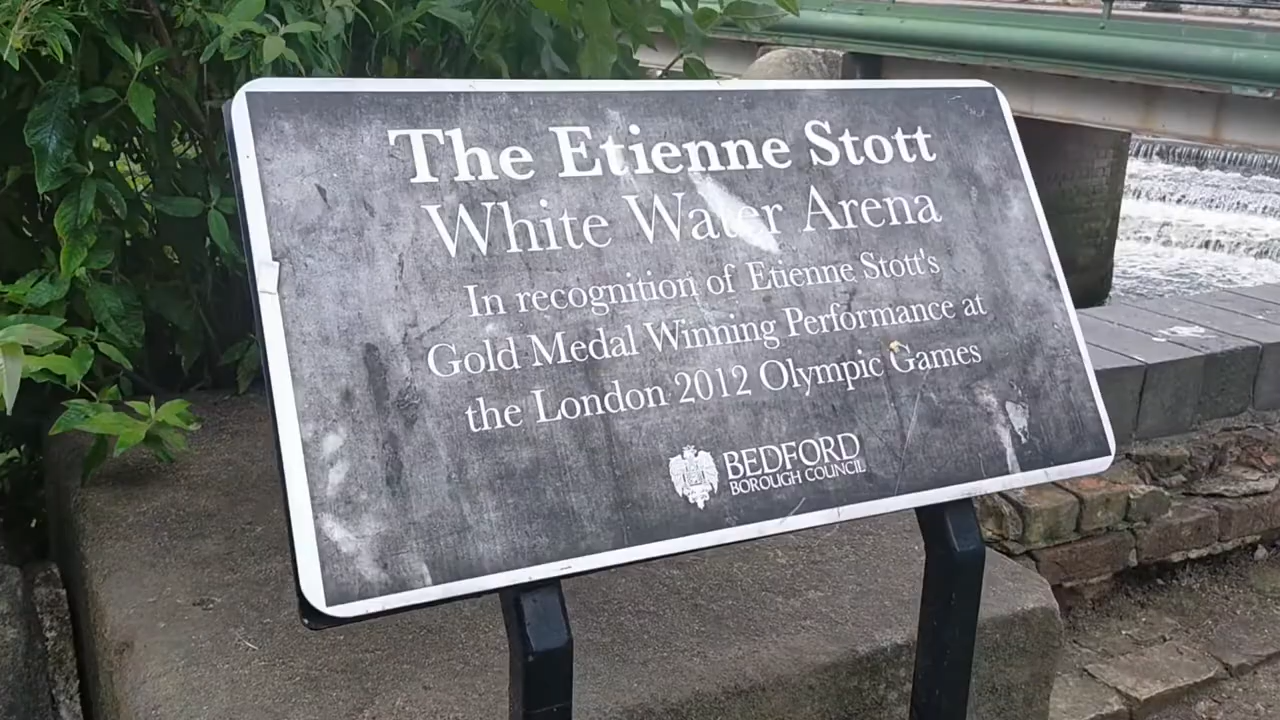 The Etienne Stott
White Water Arena
In recognition of Etienne Stott's
Gold Medal Winning Performance at
the London 2012 Olympic Games
BEDFORD
BOROUGH COUNCIL